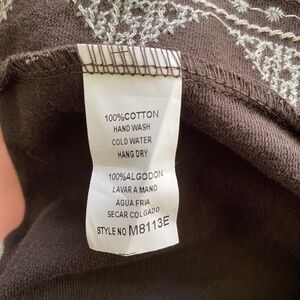 100%COTTON
HAND WASH
COLD WATER
HANG DRY
100%ALGODON
LAVAR A MANO
AGUA FRIA
SECAR COLGADO
STYLE NO M8113E